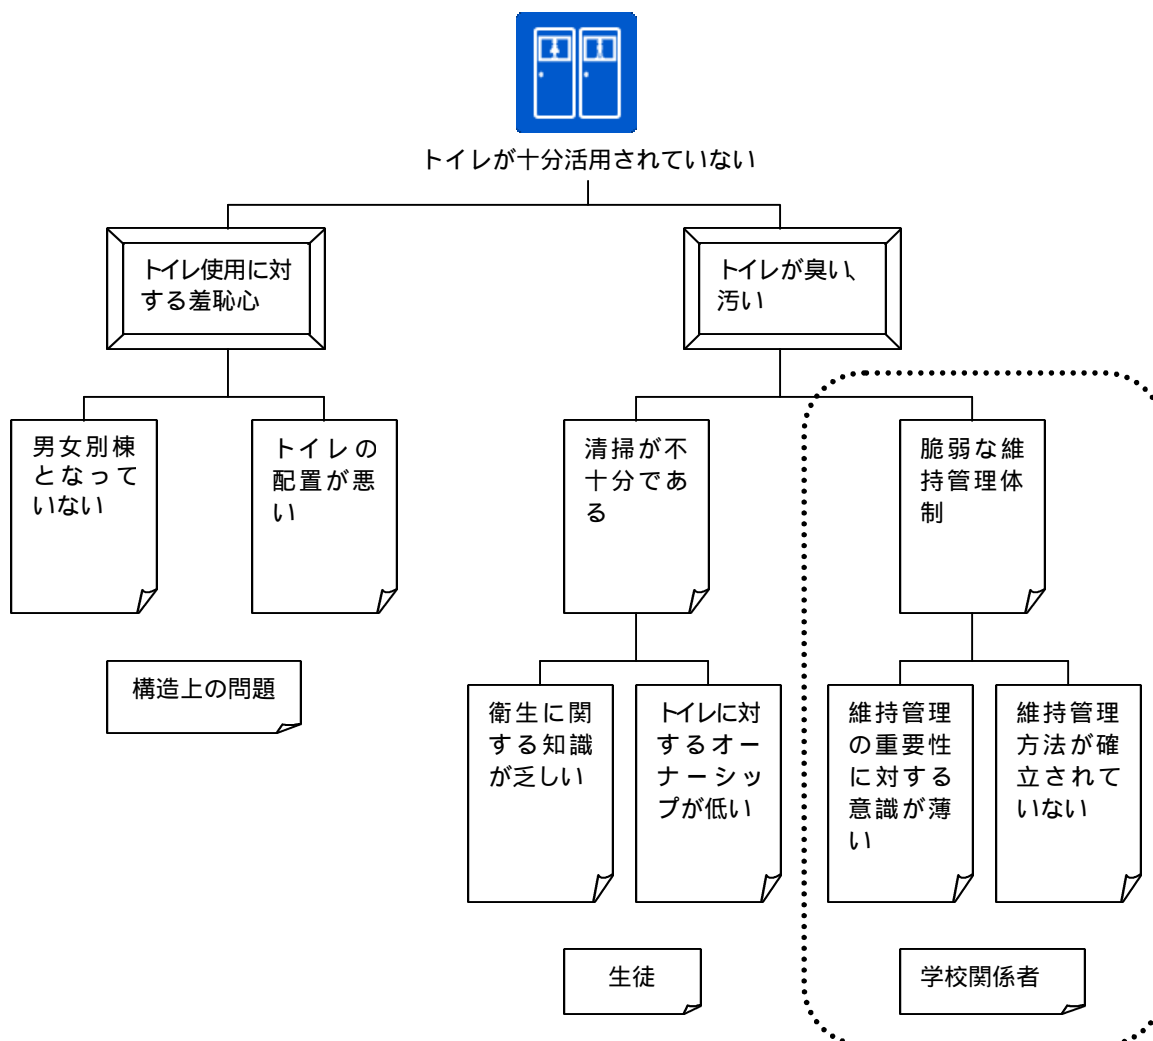 トイレが十分活用されていない
トイレ使用に対
する羞恥心
トイレが臭い、
汚い
男女別棟
となって
いない
トイレの
配置が悪
い
清掃が不
十分であ
る
脆弱な維
持管理体
制
構造上の問題
衛生に関
する知識
が乏しい
トイレに対
するオー
ナーシッ
プが低い
維持管理
の重要性
に対する
意識が薄
い
維持管理
方法が確
立されて
いない
生徒
学校関係者